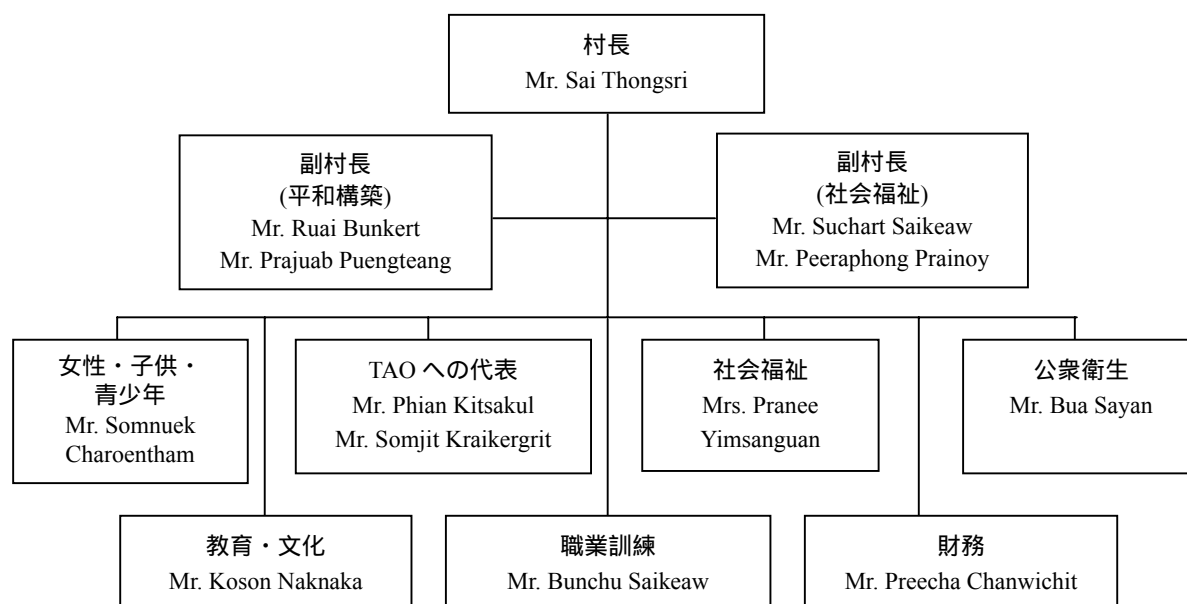 村長
Mr. Sai Thongsri
副村長
(平和構築)
Mr. Ruai Bunkert
Mr. Prajuab Puengteang
副村長
(社会福祉)
Mr. Suchart Saikeaw
Mr. Peeraphong Prainoy
女性・子供・
青少年
Mr. Somnuek
Charoentham
TAO への代表
Mr. Phian Kitsakul
Mr. Somjit Kraikergrit
社会福祉
Mrs. Pranee
Yimsanguan
公衆衛生
Mr. Bua Sayan
教育・文化
Mr. Koson Naknaka
職業訓練
Mr. Bunchu Saikeaw
財務
Mr. Preecha Chanwichit